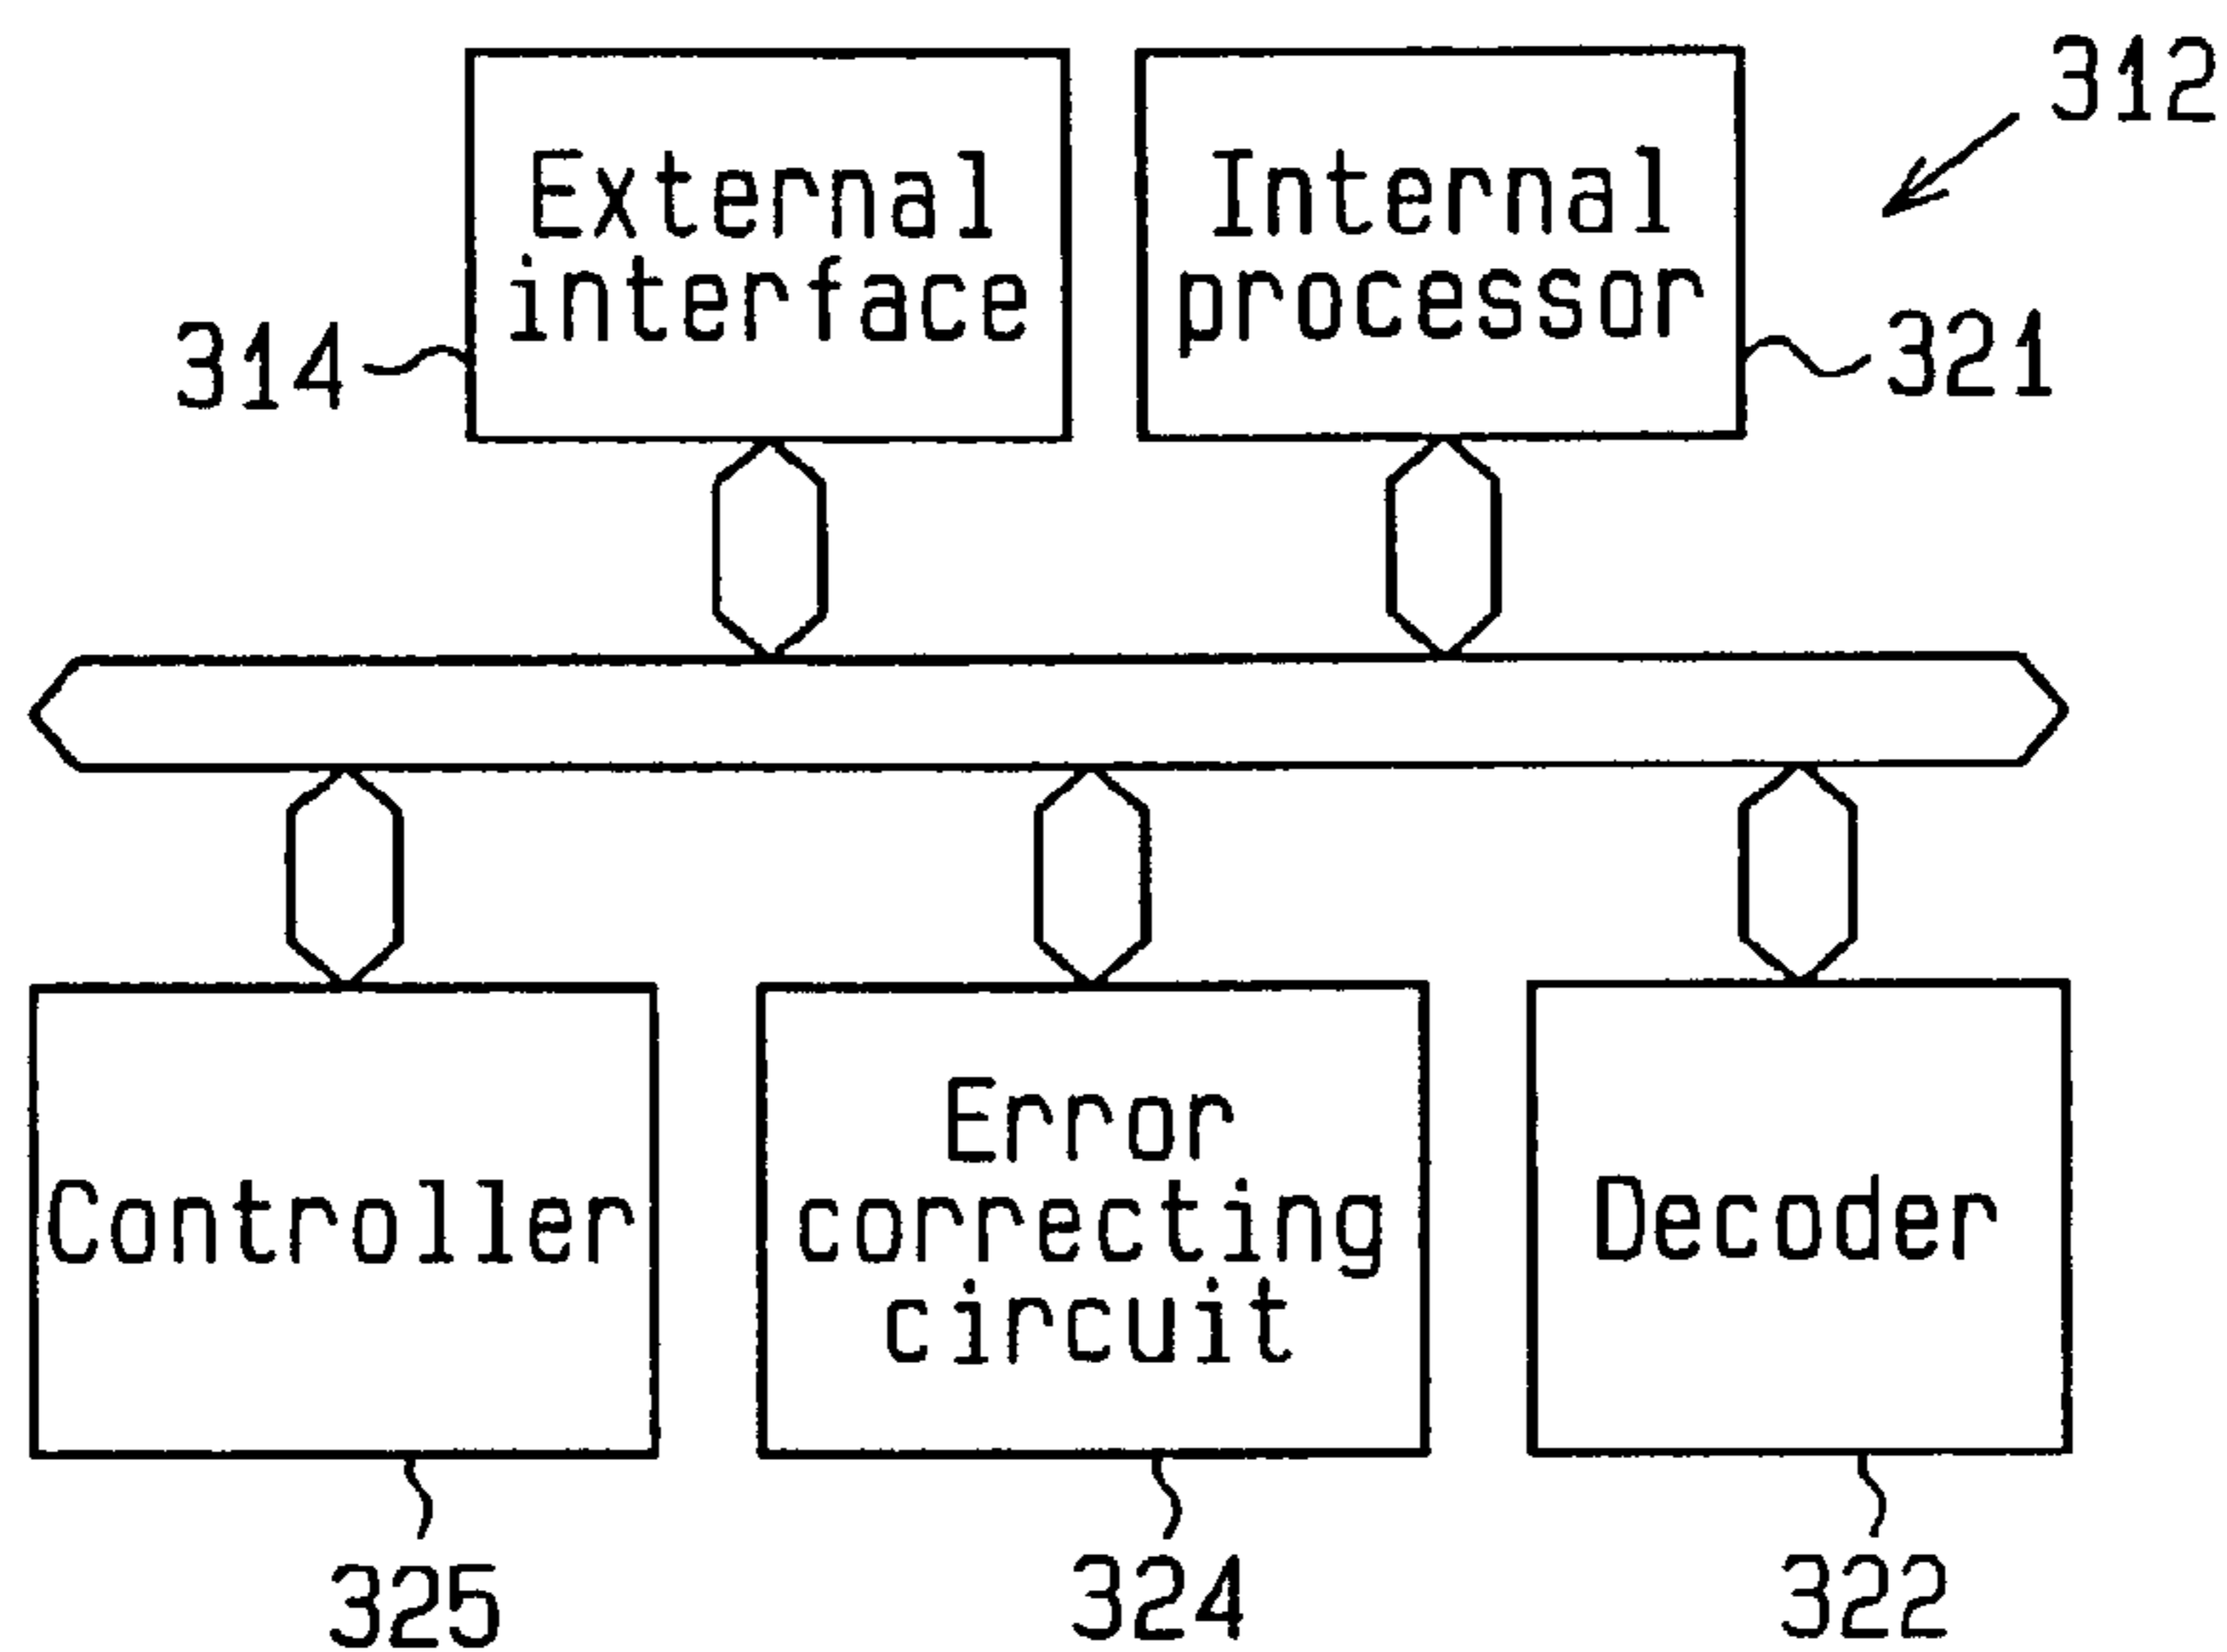 312
External
interface
314
Internal
processor
321
Controller
325
Error
correcting
circuit
324
Decoder
322